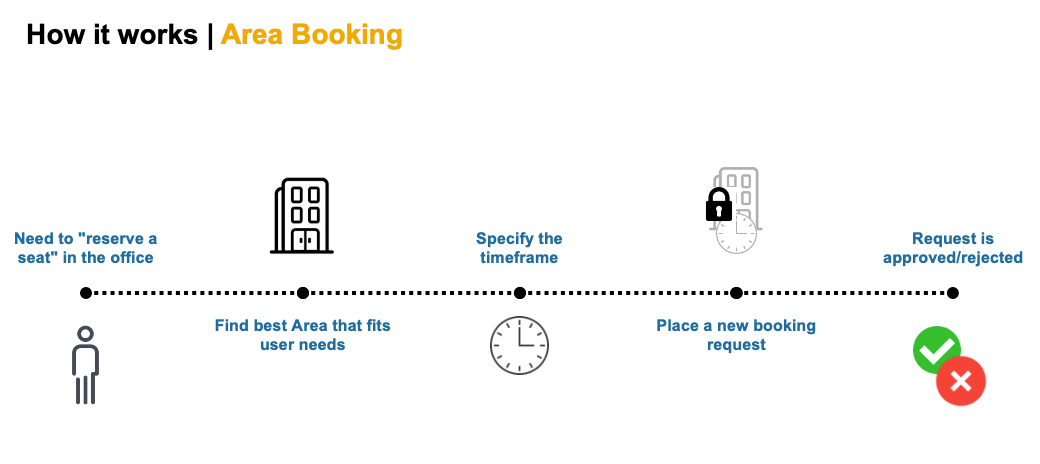 How it works | Area Booking
Need to "reserve a
seat" in the office
Find best Area that fits
user needs
Specify the
timeframe
Place a new booking
request
Request is
approved/rejected